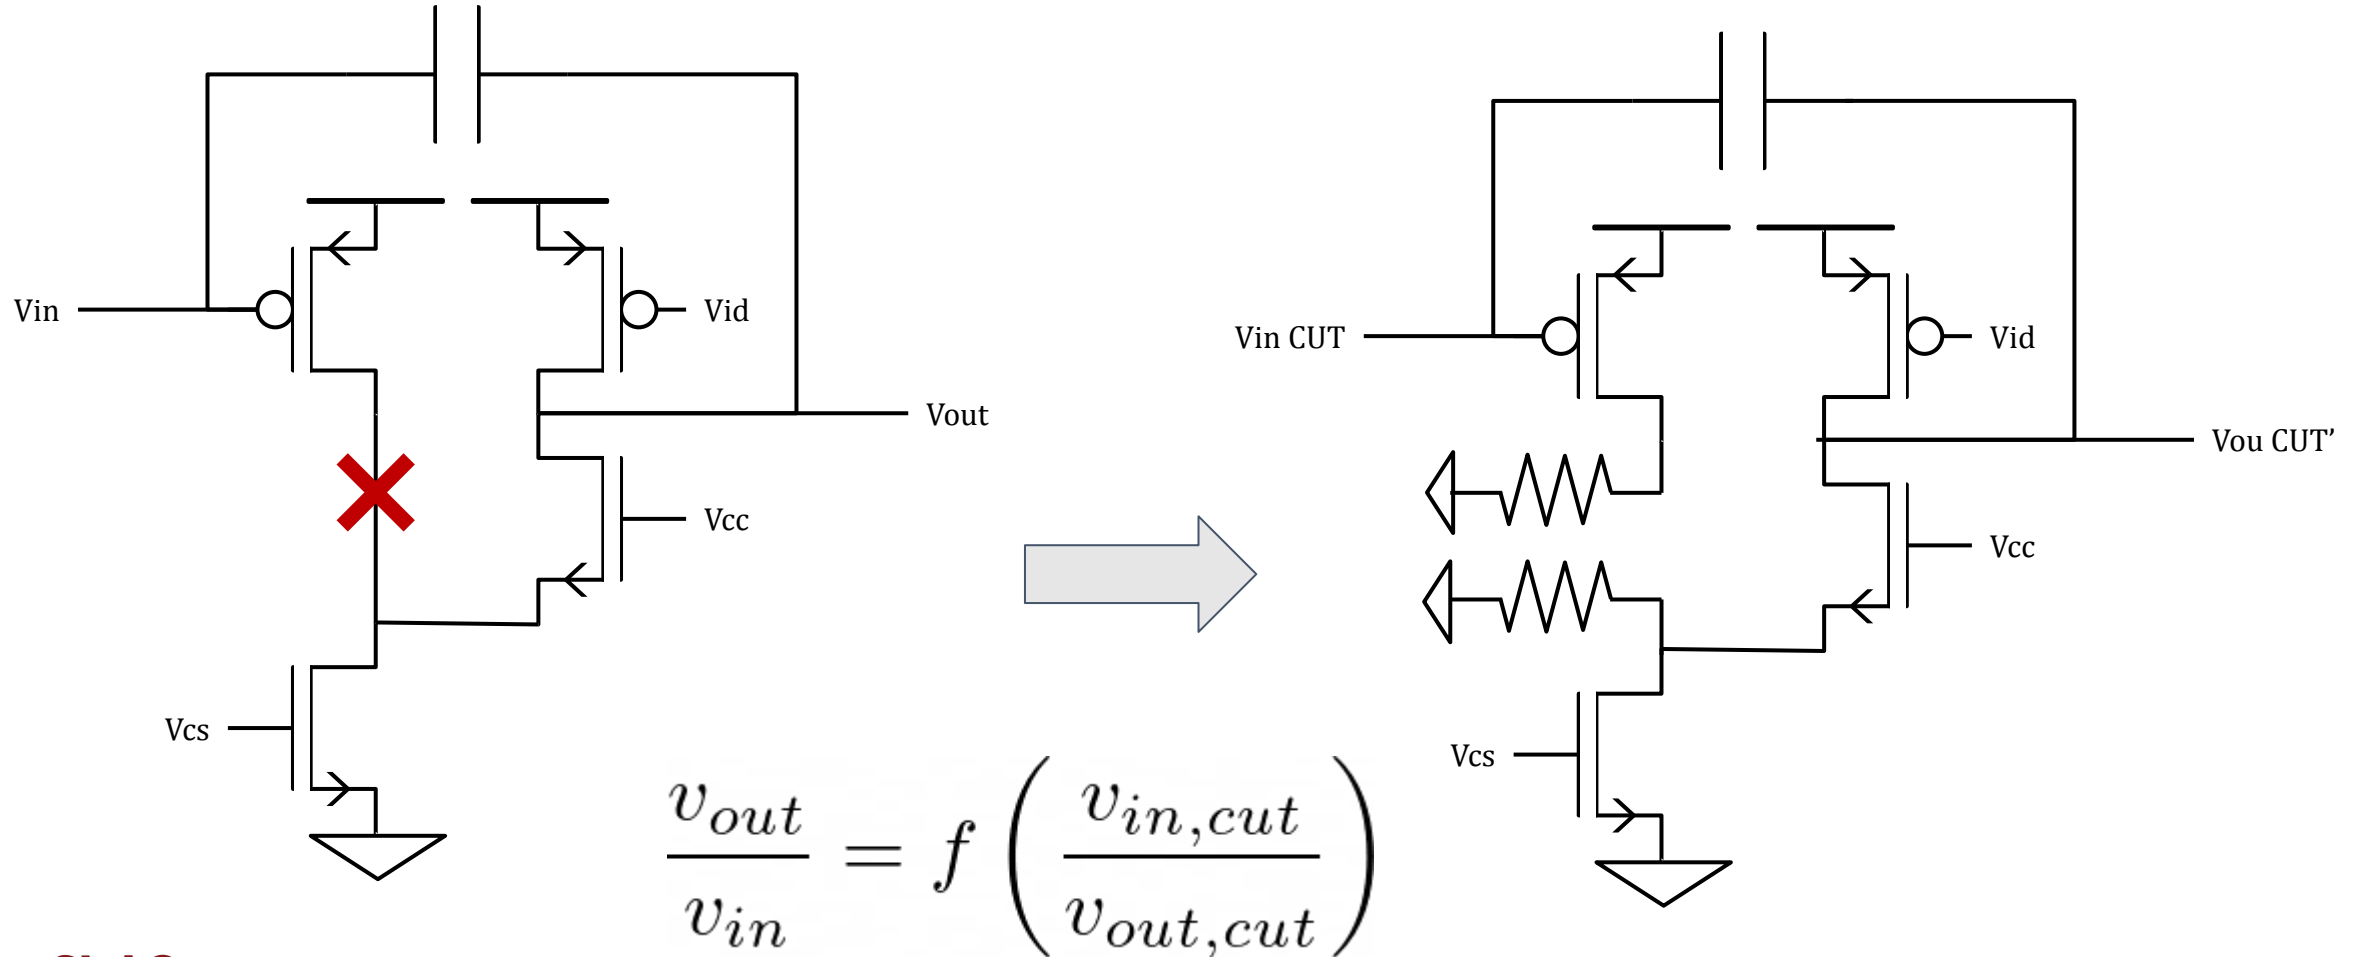 Vin
Vid
Vout
Vcc
Vcs
Vin CUT
Vid
Vou CUT’
Vcc
Vcs
v_out / v_in = f ( v_in,cut / v_out,cut )